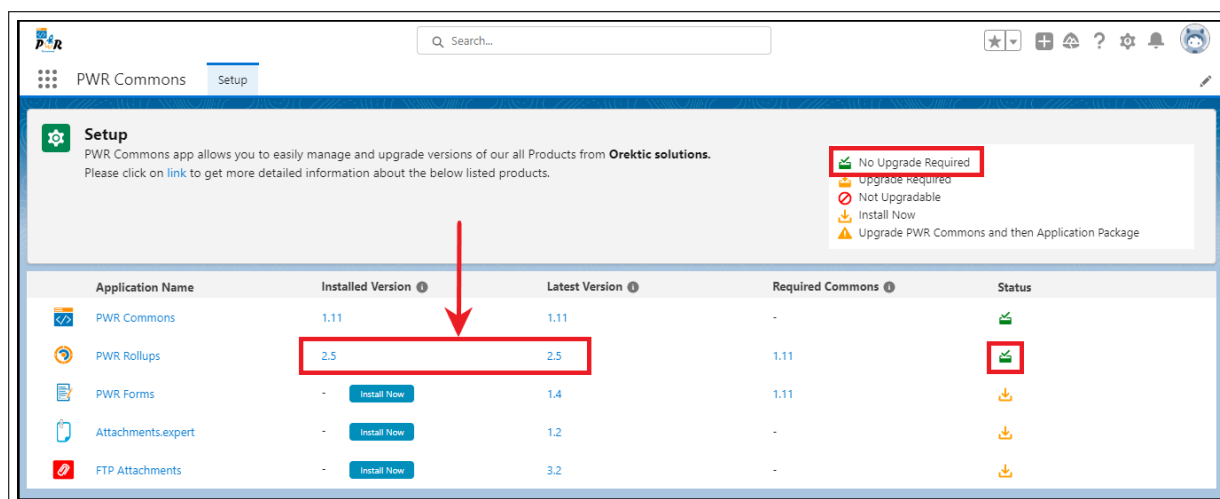 PWR
Search...
PWR Commons Setup
Setup
PWR Commons app allows you to easily manage and upgrade versions of our all Products from Orektic solutions.
Please click on link to get more detailed information about the below listed products.
No Upgrade Required
Upgrade Required
Not Upgradable
Install Now
Upgrade PWR Commons and then Application Package
Application Name Installed Version Latest Version Required Commons Status
PWR Commons 1.11 1.11 -
PWR Rollups 2.5 2.5 1.11
PWR Forms - Install Now 1.4 1.11
Attachments.expert - Install Now 1.2 -
FTP Attachments - Install Now 3.2 -